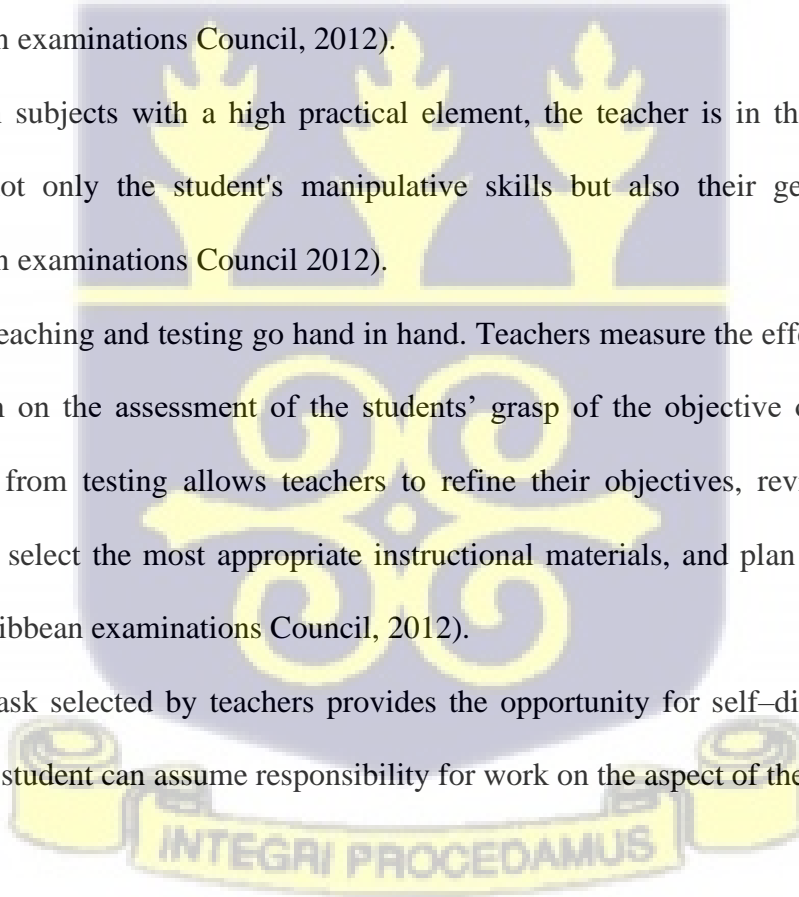 n examinations Council, 2012).
subjects with a high practical element, the teacher is in th
ot only the student's manipulative skills but also their ge
n examinations Council 2012).
eaching and testing go hand in hand. Teachers measure the effe
n on the assessment of the students’ grasp of the objective o
from testing allows teachers to refine their objectives, revi
select the most appropriate instructional materials, and plan
ibbean examinations Council, 2012).
ask selected by teachers provides the opportunity for self–di
student can assume responsibility for work on the aspect of the
INTEGRI PROCEDAMUS